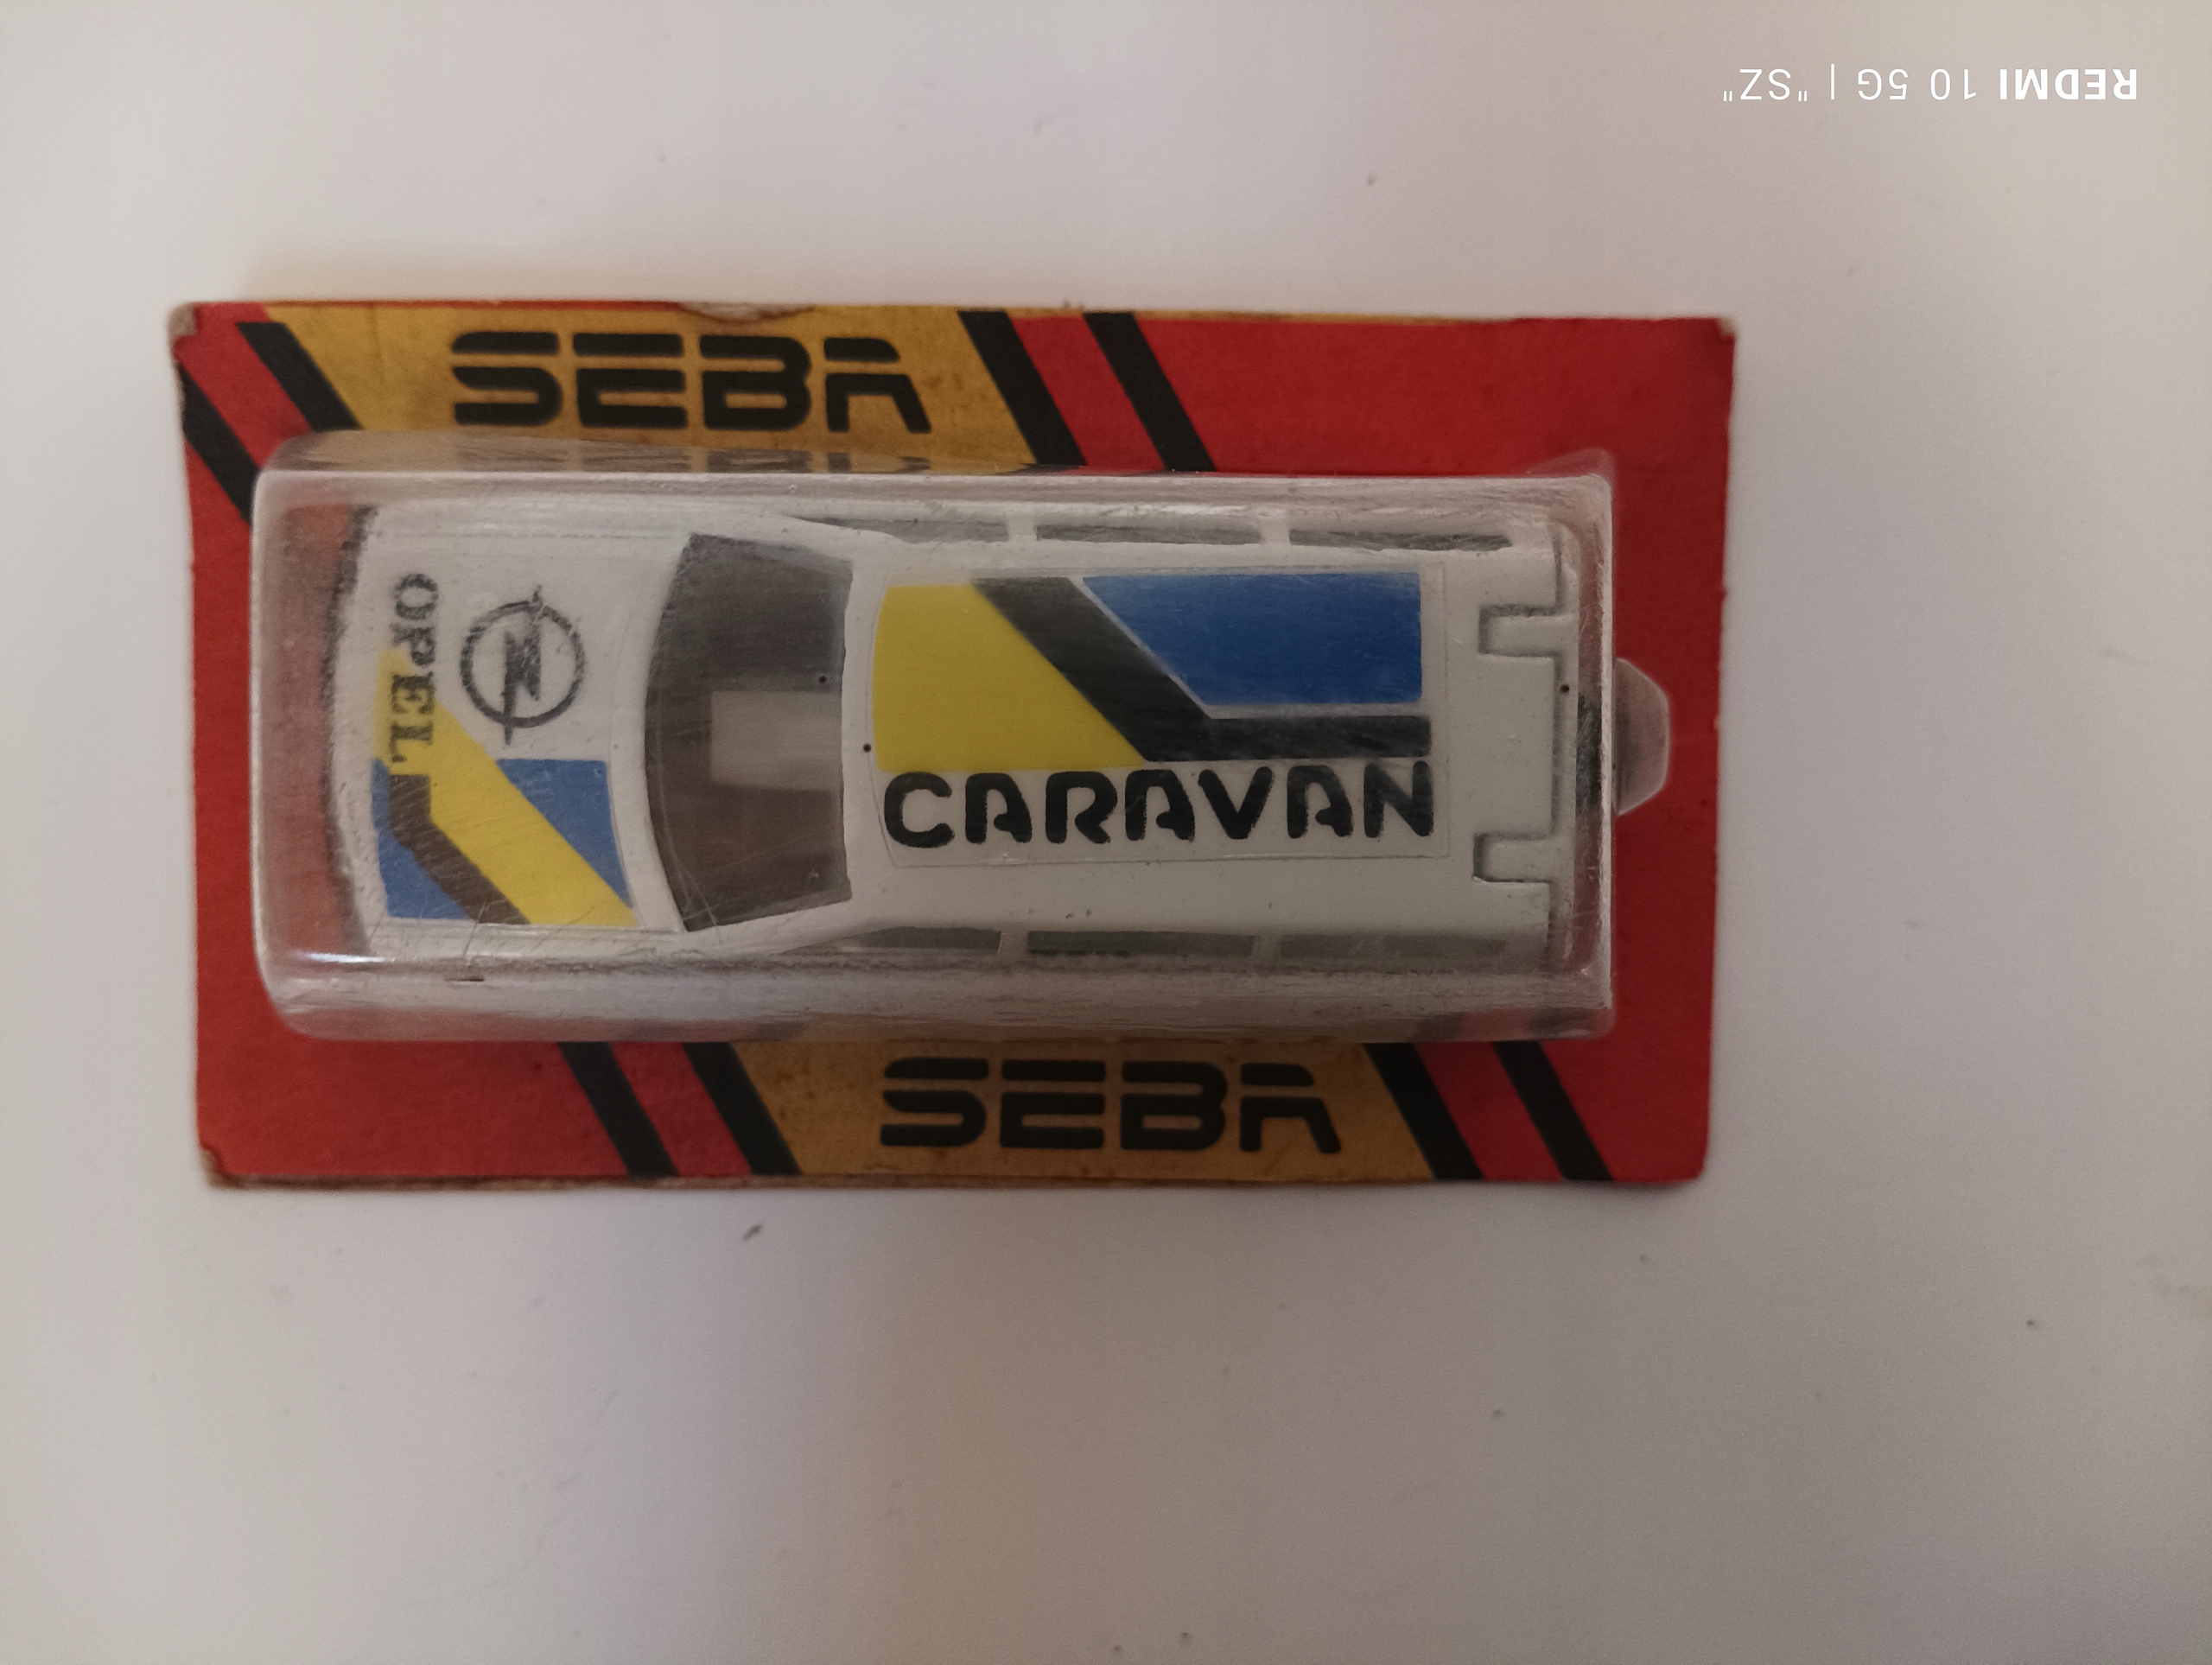 SEBA
OPEL
CARAVAN
SEBA
REDMI 10 5G | "SZ"